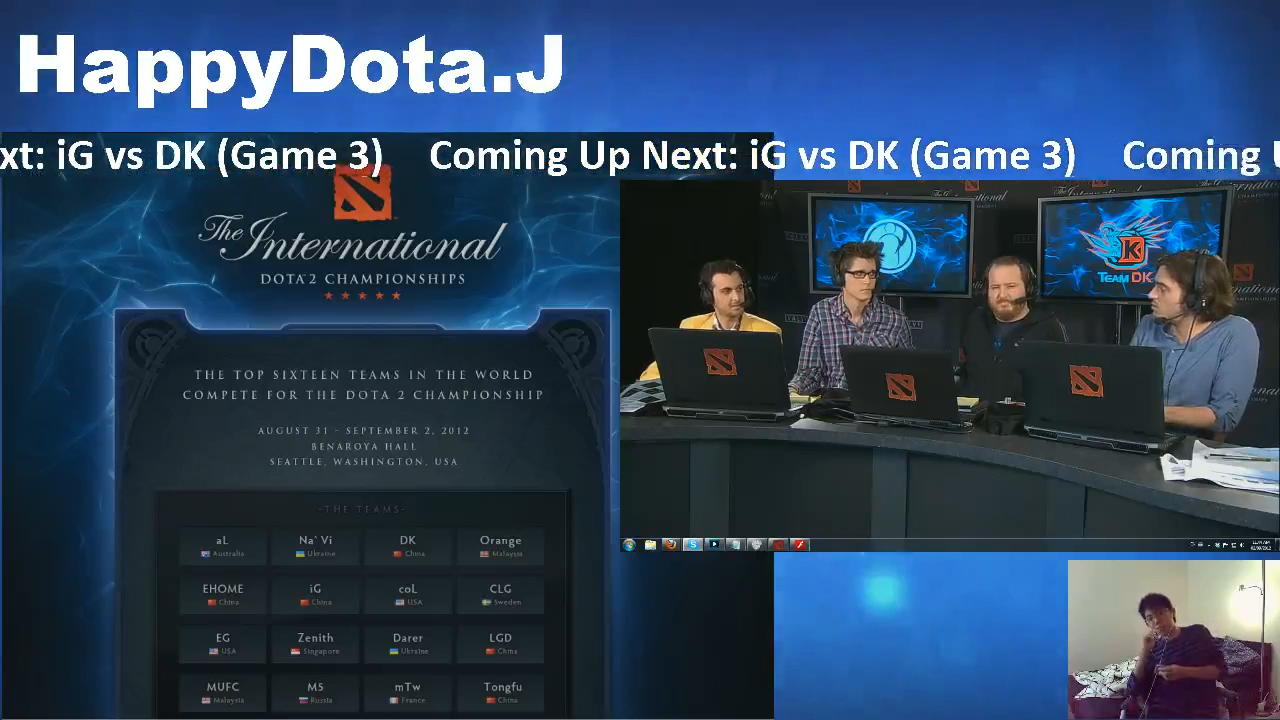 HappyDota.J
xt: iG vs DK (Game 3) Coming Up Next: iG vs DK (Game 3) Coming
The International
DOTA 2 CHAMPIONSHIPS
THE TOP SIXTEEN TEAMS IN THE WORLD
COMPETE FOR THE DOTA 2 CHAMPIONSHIP
AUGUST 31 - SEPTEMBER 2, 2012
BENAROYA HALL
SEATTLE, WASHINGTON, USA
-THE TEAMS-
aL Na`Vi DK Orange
Australia Ukraine China Malaysia
EHOME iG coL CLG
China China USA Sweden
EG Zenith Darer LGD
USA Singapore Ukraine China
MUFC M5 mTw Tongfu
Malaysia Russia France China
K
TEAM DK